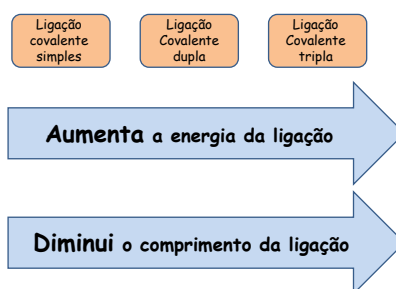 Ligação
covalente
simples
Ligação
Covalente
dupla
Ligação
Covalente
tripla
Aumenta a energia da ligação
Diminui o comprimento da ligação